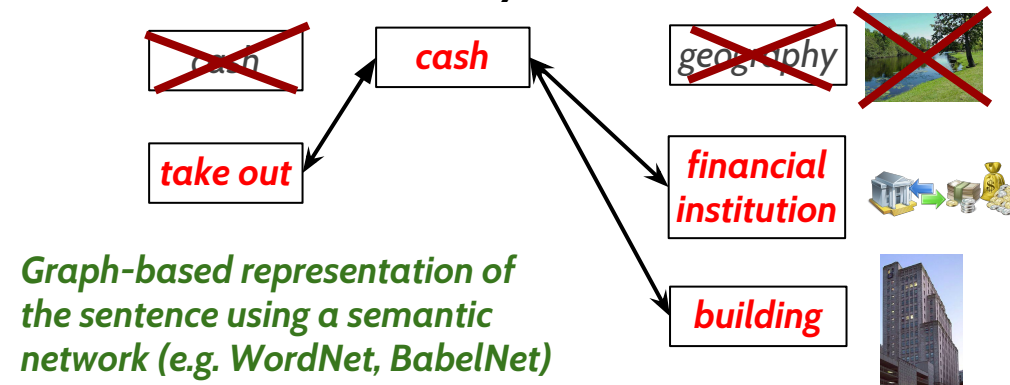 cash
cash
geography
take out
financial
institution
building
Graph-based representation of
the sentence using a semantic
network (e.g. WordNet, BabelNet)